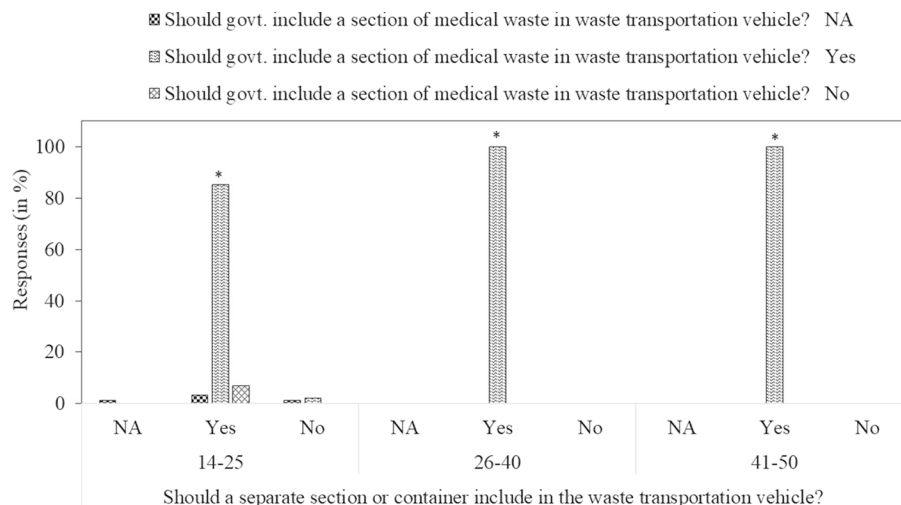 Should govt. include a section of medical waste in waste transportation vehicle? NA
Should govt. include a section of medical waste in waste transportation vehicle? Yes
Should govt. include a section of medical waste in waste transportation vehicle? No
Responses (in %)
100
80
60
40
20
0
*
*
*
NA Yes No NA Yes No NA Yes No
14-25 26-40 41-50
Should a separate section or container include in the waste transportation vehicle?